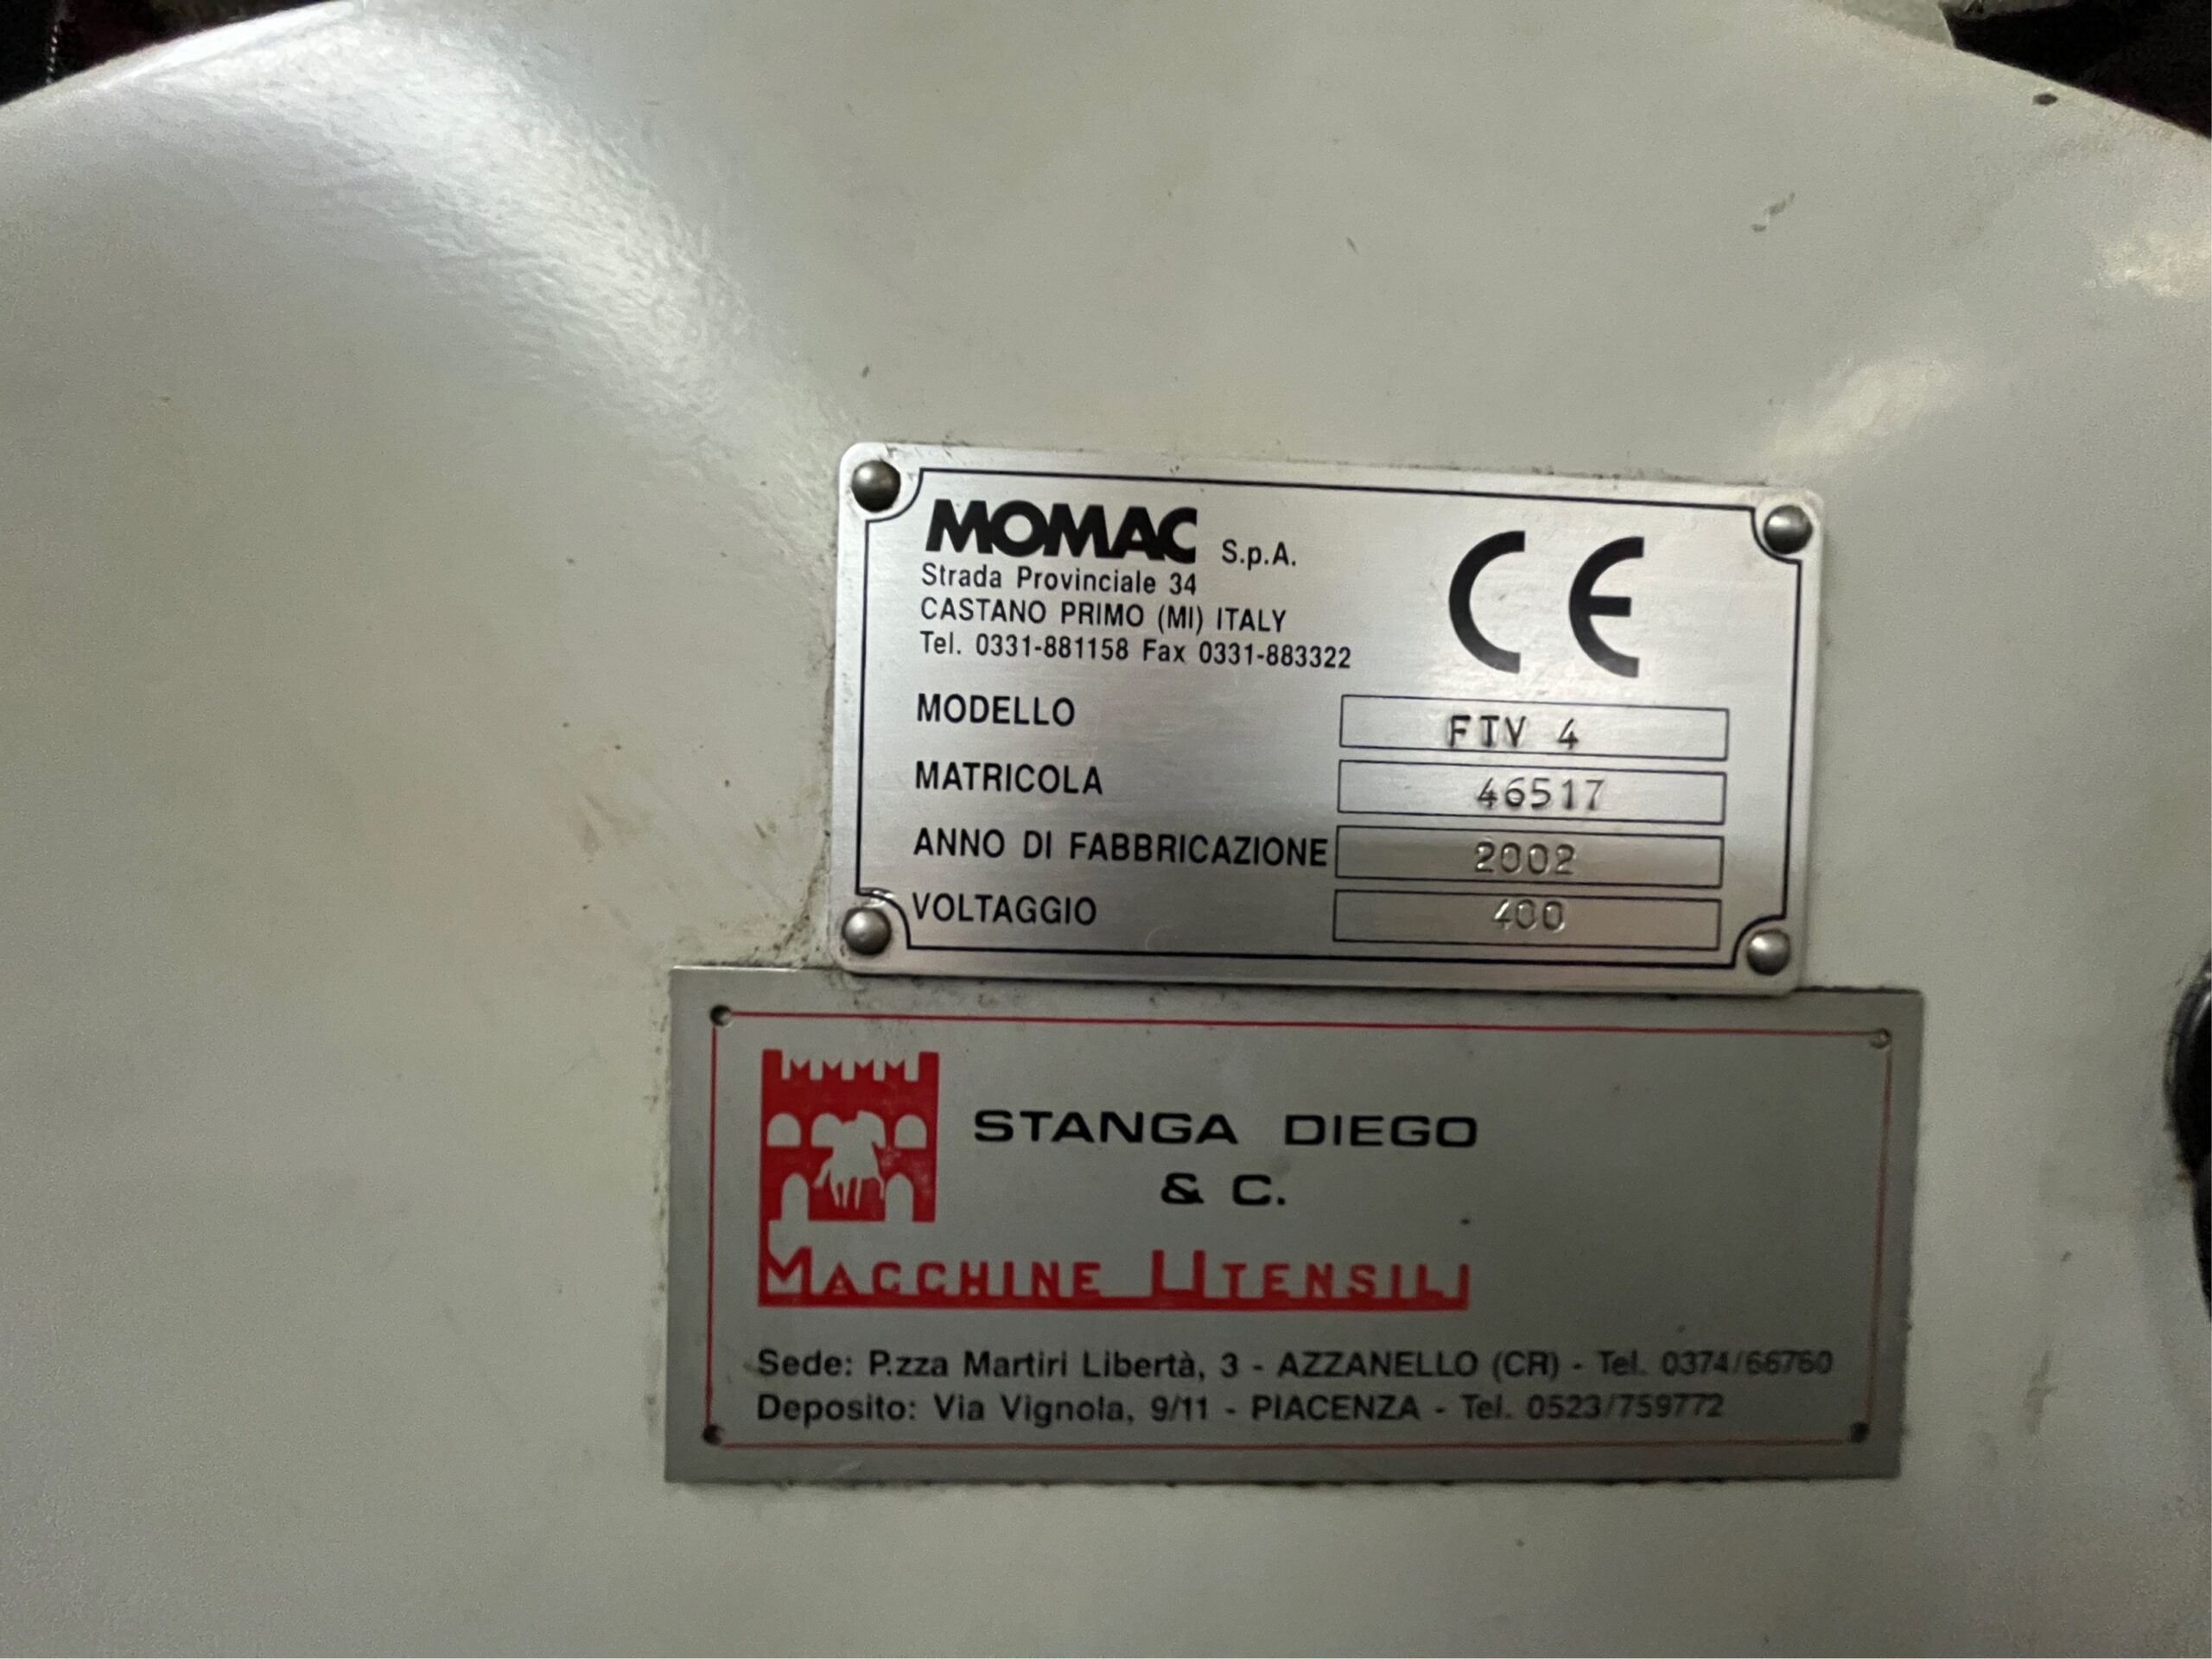 MOMAC S.p.A.
Strada Provinciale 34
CASTANO PRIMO (MI) ITALY
Tel. 0331-881158 Fax 0331-883322
CE
MODELLO FTV 4
MATRICOLA 46517
ANNO DI FABBRICAZIONE 2002
VOLTAGGIO 400
STANGA DIEGO
& C.
MACCHINE UTENSILI
Sede: P.zza Martiri Libertà, 3 - AZZANELLO (CR) - Tel. 0374/66760
Deposito: Via Vignola, 9/11 - PIACENZA - Tel. 0523/759772